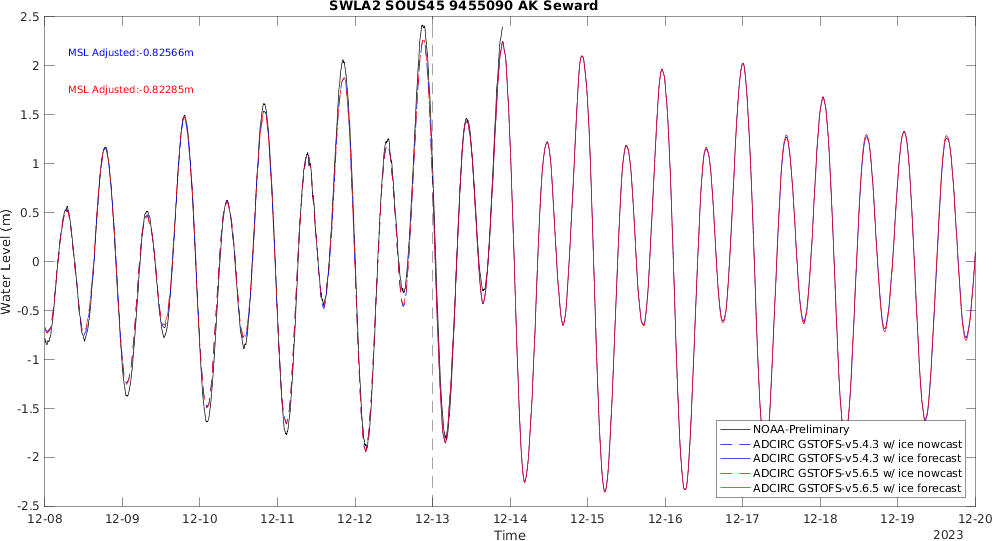 SWLA2 SOUS45 9455090 AK Seward
MSL Adjusted:-0.82566m
MSL Adjusted:-0.82285m
2.5
2
1.5
1
0.5
0
-0.5
-1
-1.5
-2
-2.5
Water Level (m)
NOAA-Preliminary
ADCIRC GSTOFS-v5.4.3 w/ ice nowcast
ADCIRC GSTOFS-v5.4.3 w/ ice forecast
ADCIRC GSTOFS-v5.6.5 w/ ice nowcast
ADCIRC GSTOFS-v5.6.5 w/ ice forecast
12-08 12-09 12-10 12-11 12-12 12-13 12-14 12-15 12-16 12-17 12-18 12-19 12-20
Time
2023